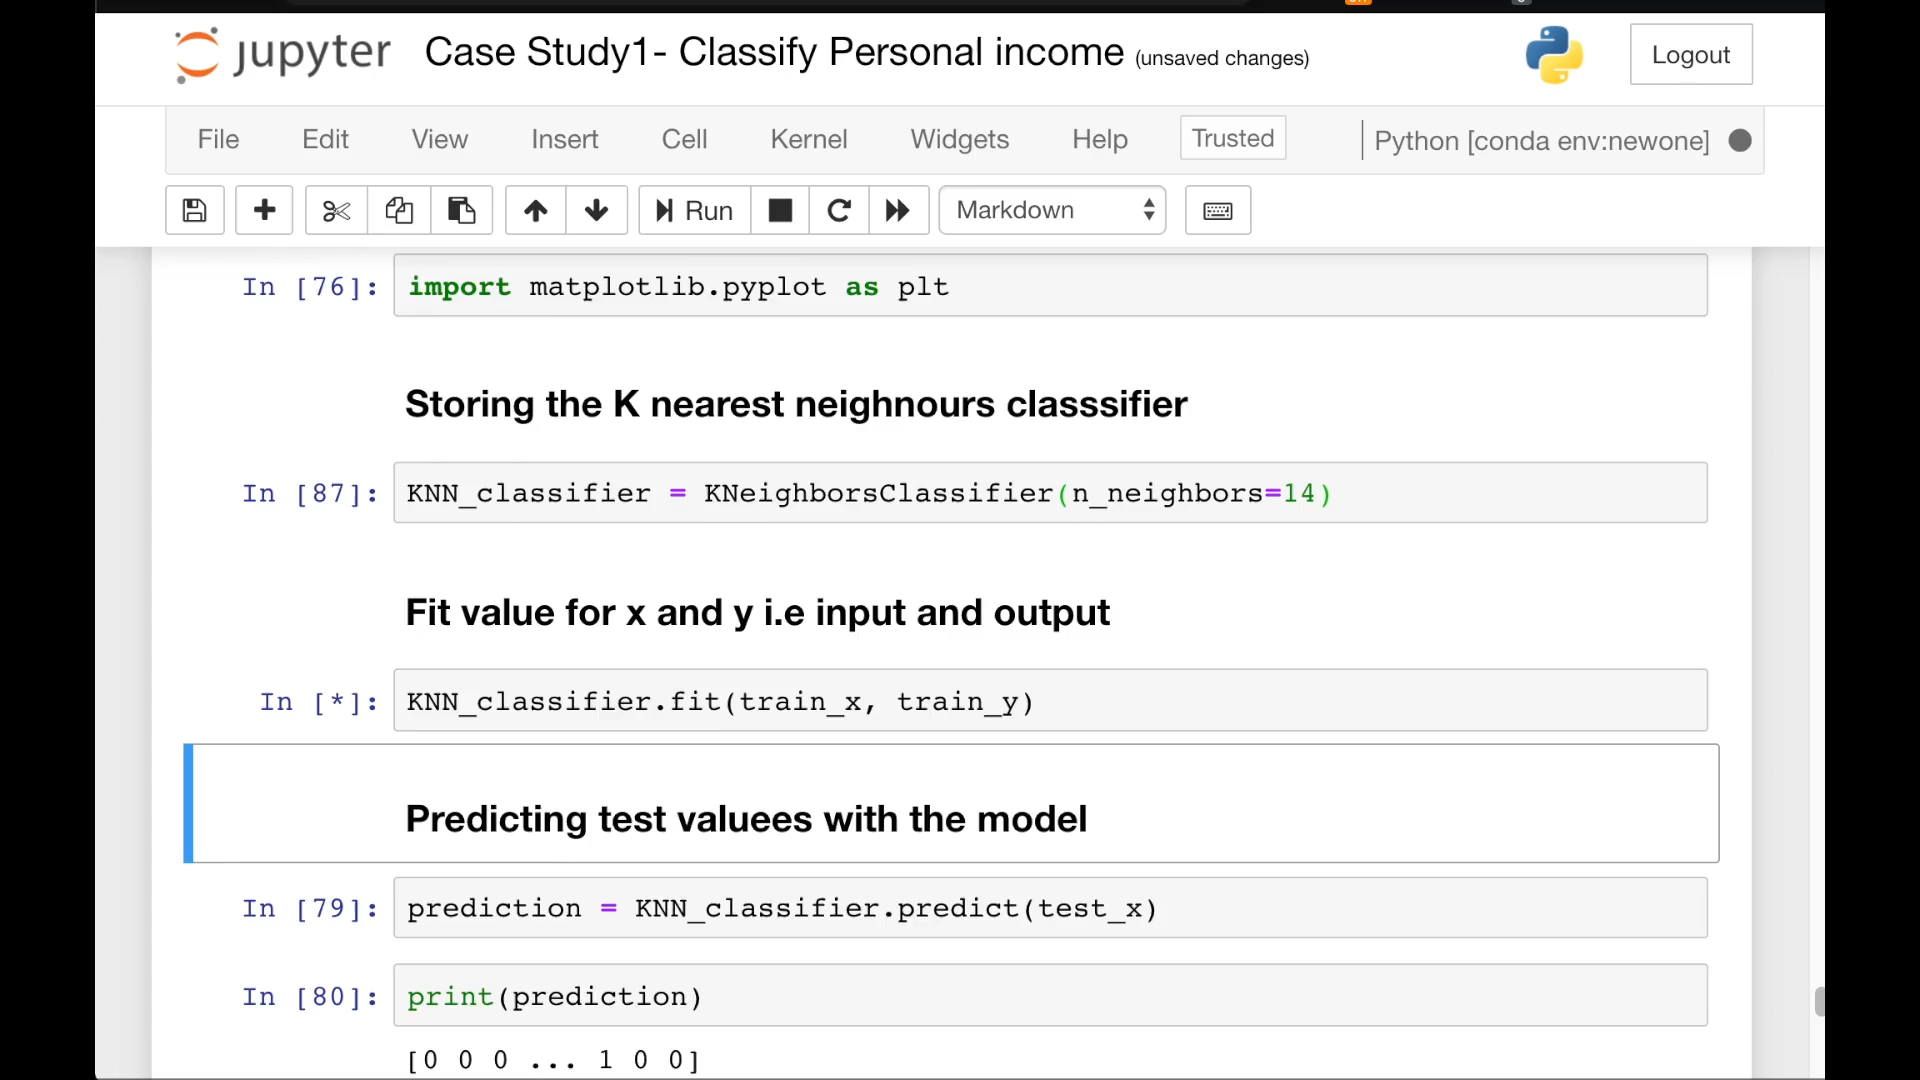 jupyter Case Study1- Classify Personal income (unsaved changes) Logout
File Edit View Insert Cell Kernel Widgets Help Trusted Python [conda env:newone]
Run Markdown
In [76]: import matplotlib.pyplot as plt
Storing the K nearest neighnours classsifier
In [87]: KNN_classifier = KNeighborsClassifier(n_neighbors=14)
Fit value for x and y i.e input and output
In [*]: KNN_classifier.fit(train_x, train_y)
Predicting test valuees with the model
In [79]: prediction = KNN_classifier.predict(test_x)
In [80]: print(prediction)
[0 0 0 ... 1 0 0]